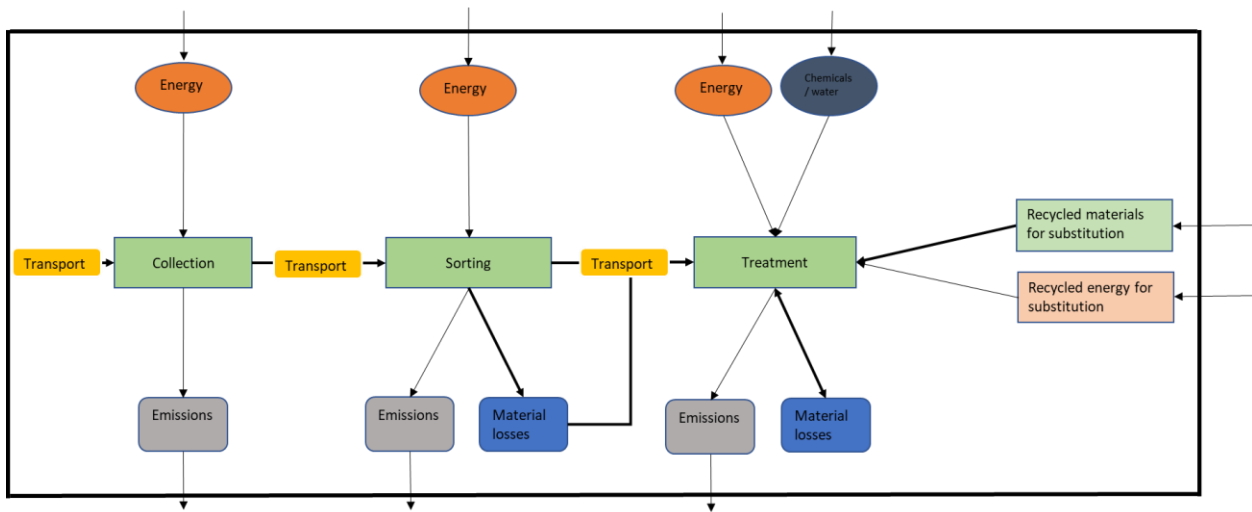 Energy
Energy
Energy
Chemicals
/ water
Transport
Collection
Transport
Sorting
Transport
Treatment
Recycled materials
for substitution
Recycled energy for
substitution
Emissions
Emissions
Material
losses
Emissions
Material
losses